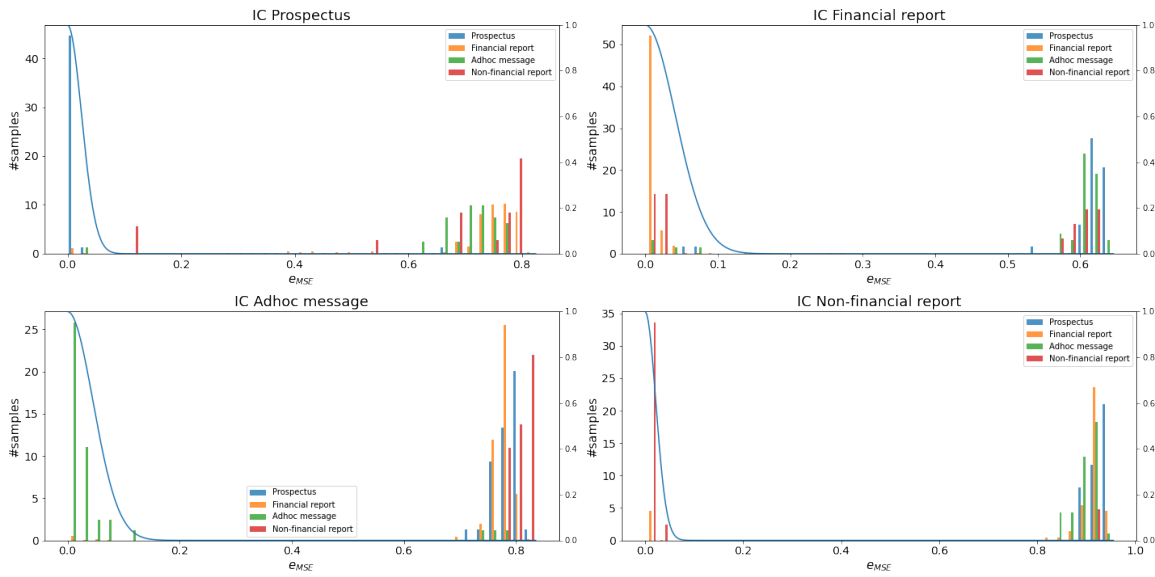 IC Prospectus
#samples
0
10
20
30
40
0.0
0.2
0.4
0.6
0.8
1.0
Prospectus
Financial report
Adhoc message
Non-financial report
0.0 0.2 0.4 0.6 0.8
e_MSE
IC Financial report
#samples
0
10
20
30
40
50
0.0
0.2
0.4
0.6
0.8
1.0
Prospectus
Financial report
Adhoc message
Non-financial report
0.0 0.1 0.2 0.3 0.4 0.5 0.6
e_MSE
IC Adhoc message
#samples
0
5
10
15
20
25
0.0
0.2
0.4
0.6
0.8
1.0
Prospectus
Financial report
Adhoc message
Non-financial report
0.0 0.2 0.4 0.6 0.8
e_MSE
IC Non-financial report
#samples
0
5
10
15
20
25
30
35
0.0
0.2
0.4
0.6
0.8
1.0
Prospectus
Financial report
Adhoc message
Non-financial report
0.0 0.2 0.4 0.6 0.8 1.0
e_MSE